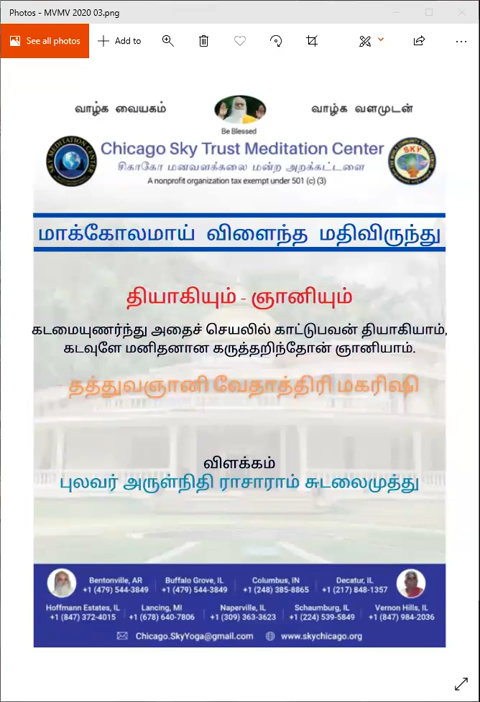 Photos - MVMV 2020 03.png
See all photos
Add to
வாழ்க வையகம்
வாழ்க வளமுடன்
Be Blessed
Chicago Sky Trust Meditation Center
சிகாகோ மனவளக்கலை மன்ற அறக்கட்டளை
A nonprofit organization tax exempt under 501 (c) (3)
மாக்கோலமாய் விளைந்த மதிவிருந்து
தியாகியும் - ஞானியும்
கடமையுணர்ந்து அதைச் செயலில் காட்டுபவன் தியாகியாம்,
கடவுளே மனிதனான கருத்தறிந்தோன் ஞானியாம்.
- தத்துவஞானி வேதாத்திரி மகரிஷி
விளக்கம்
புலவர் அருள்நிதி ராசாராம் சுடலைமுத்து
Bentonville, AR Buffalo Grove, IL Columbus, IN Decatur, IL
+1 (479) 544-3849 +1 (479) 544-3849 +1 (248) 385-8865 +1 (217) 848-1357
Hoffmann Estates, IL Lancing, MI Naperville, IL Schaumburg, IL Vernon Hills, IL
+1 (847) 372-4015 +1 (678) 640-7806 +1 (309) 363-3623 +1 (224) 539-5849 +1 (847) 984-2036
Chicago.SkyYoga@gmail.com www.skychicago.org